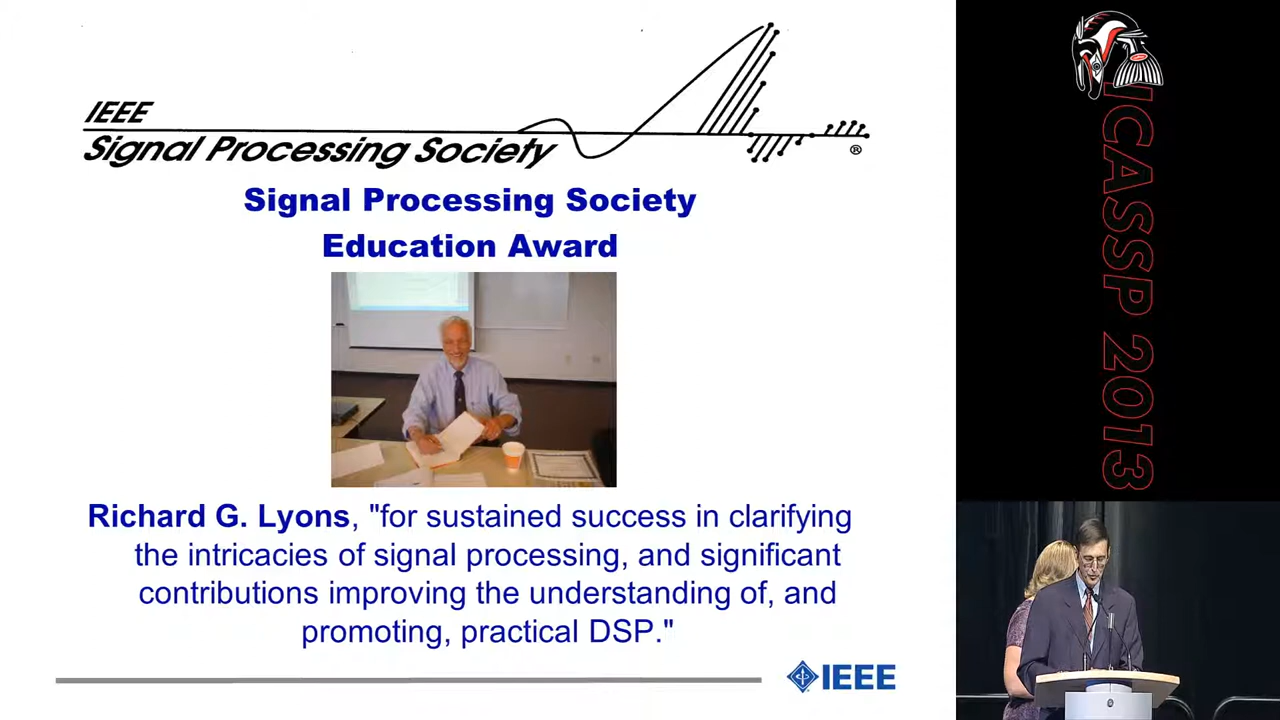 IEEE
Signal Processing Society
®
Signal Processing Society
Education Award
Richard G. Lyons, "for sustained success in clarifying
the intricacies of signal processing, and significant
contributions improving the understanding of, and
promoting, practical DSP."
IEEE
ICASSP 2013